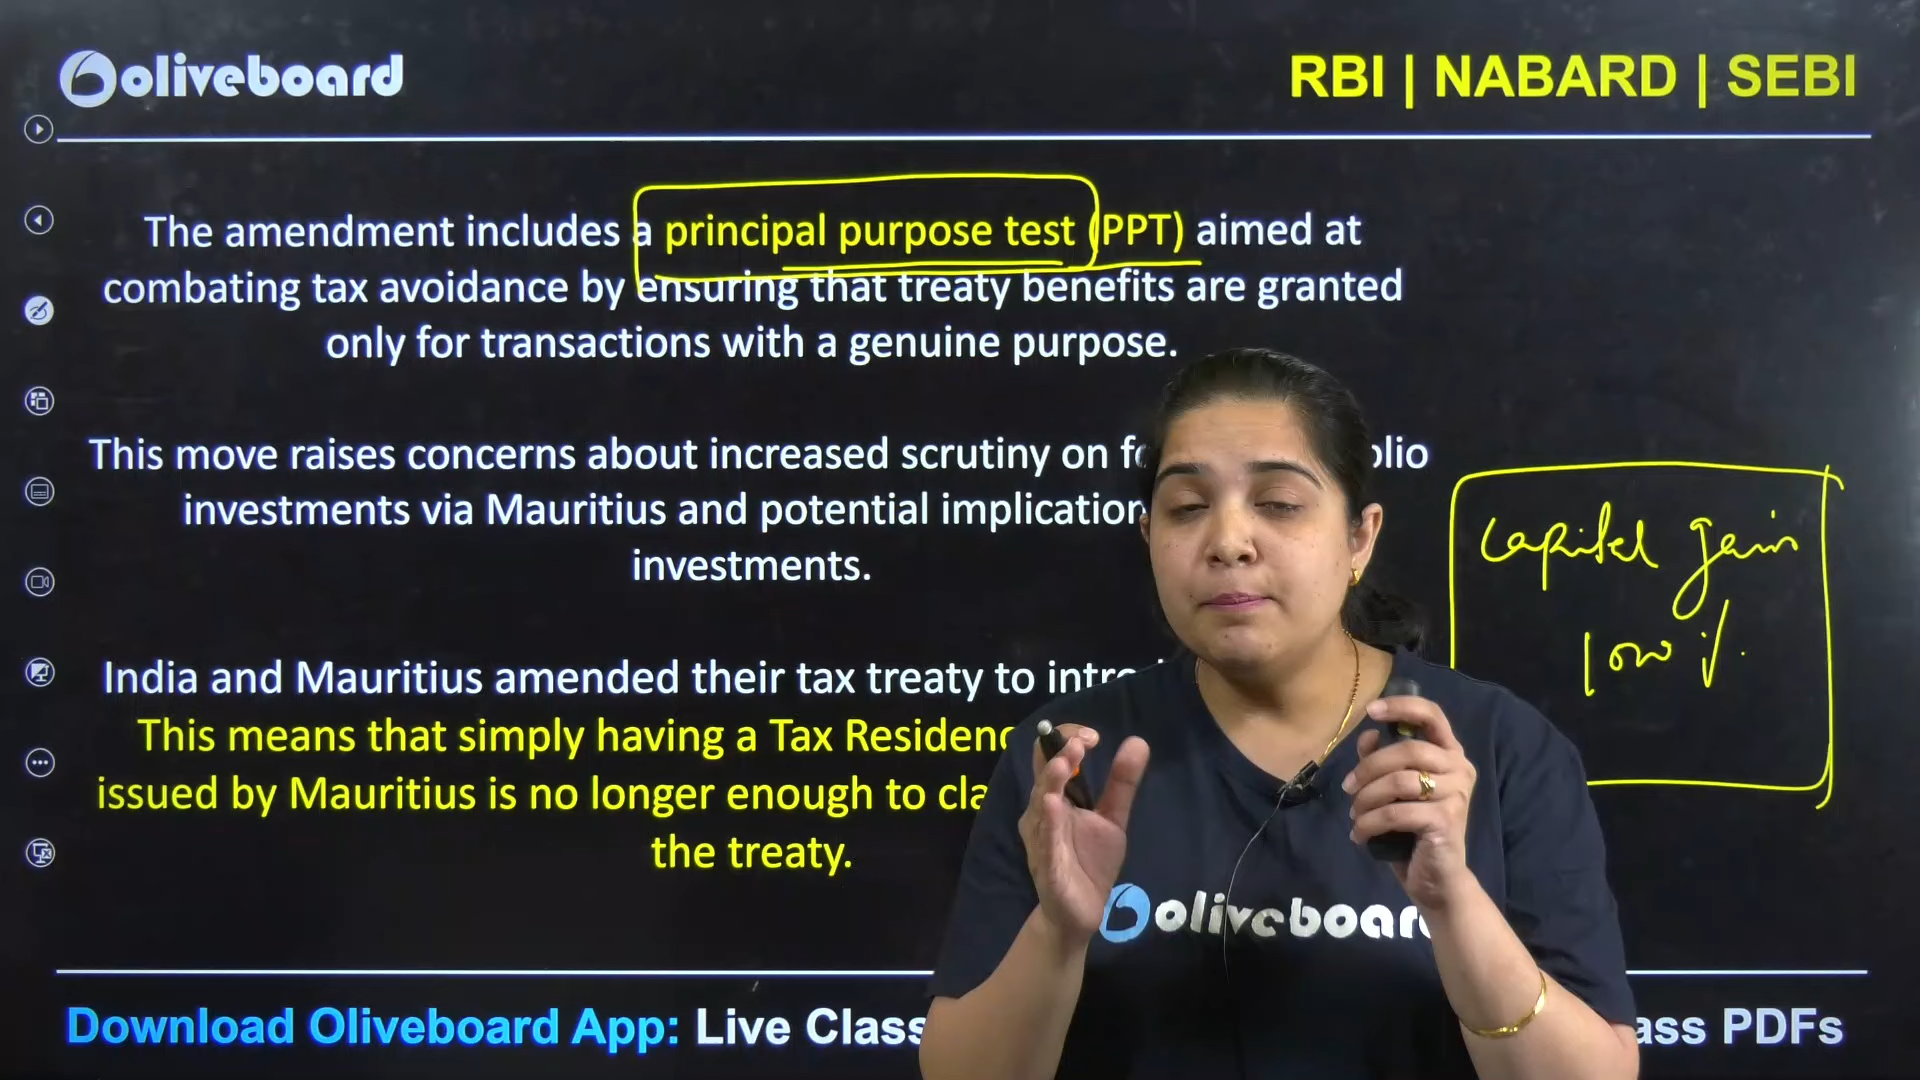 oliveboard
RBI | NABARD | SEBI
The amendment includes a principal purpose test (PPT) aimed at
combating tax avoidance by ensuring that treaty benefits are granted
only for transactions with a genuine purpose.
This move raises concerns about increased scrutiny on
investments via Mauritius and potential
investments.
capital gain
low %.
India and Mauritius amended their tax treaty to
This means that simply having a Tax
issued by Mauritius is no longer enough to
the treaty.
oliveboard
Download Oliveboard App: Live PDFs